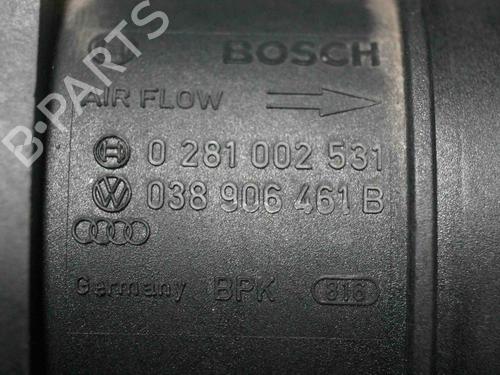 BOSCH
AIR FLOW
0 281 002 531
038 906 461 B
Germany BPK 816
B-PARTS